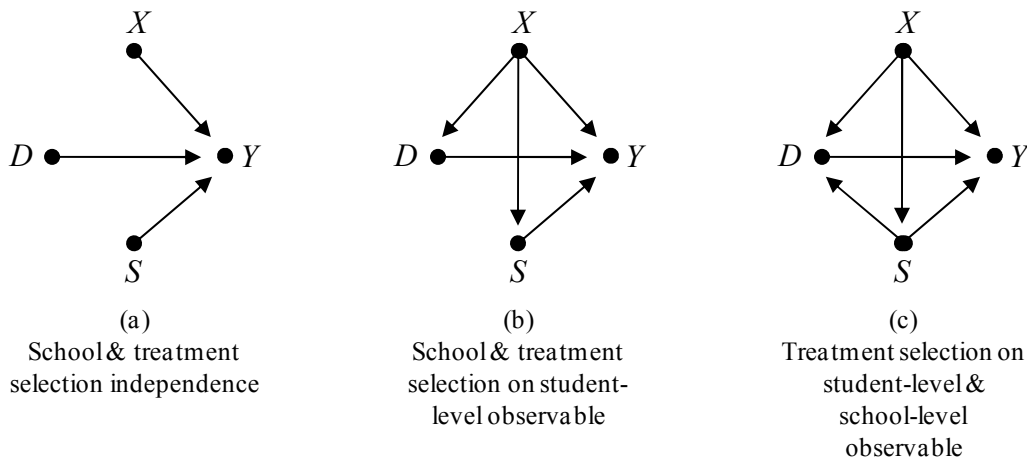 X
D
Y
S
(a)
School & treatment
selection independence
X
D
Y
S
(b)
School & treatment
selection on student-
level observable
X
D
Y
S
(c)
Treatment selection on
student-level &
school-level
observable